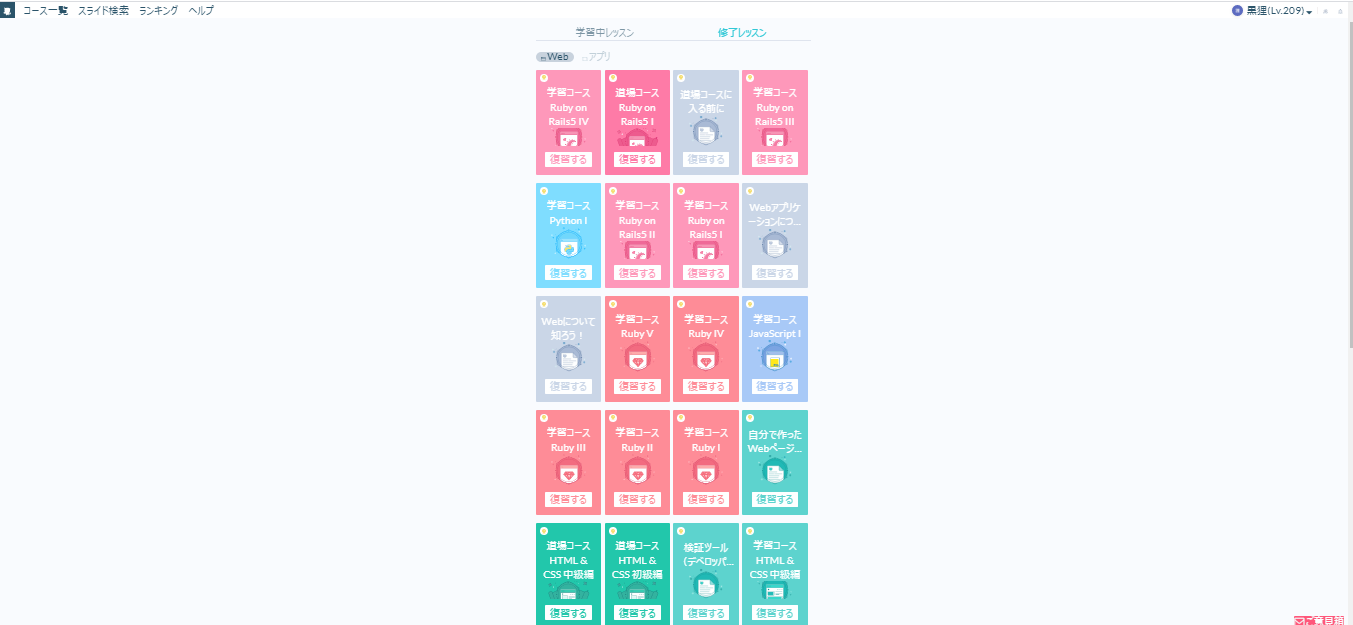 コース一覧 スライド検索 ランキング ヘルプ
黒狸(Lv.209)
学習中レッスン 修了レッスン
Web アプリ
学習コース
Ruby on
Rails5 IV
復習する
道場コース
Ruby on
Rails5 I
復習する
道場コースに
入る前に
復習する
学習コース
Ruby on
Rails5 III
復習する
学習コース
Python I
復習する
学習コース
Ruby on
Rails5 II
復習する
学習コース
Ruby on
Rails5 I
復習する
Webアプリケ
ーションにつ...
復習する
Webについて
知ろう！
復習する
学習コース
Ruby V
復習する
学習コース
Ruby IV
復習する
学習コース
JavaScript I
復習する
学習コース
Ruby III
復習する
学習コース
Ruby II
復習する
学習コース
Ruby I
復習する
自分で作った
Webページ...
復習する
道場コース
HTML &
CSS 中級編
復習する
道場コース
HTML &
CSS 初級編
復習する
検証ツール
(デベロッパ...
復習する
学習コース
HTML &
CSS 中級編
復習する
ご意見箱